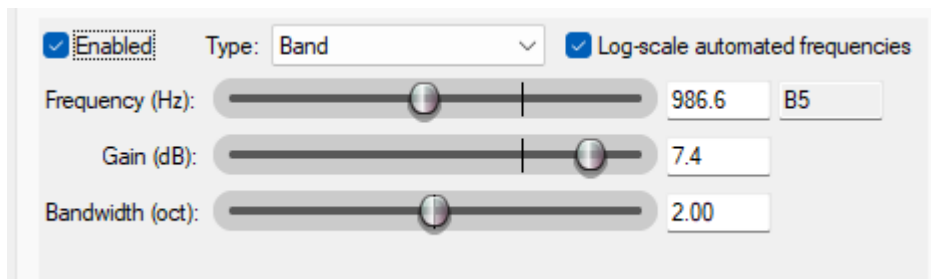 Enabled Type: Band Log-scale automated frequencies
Frequency (Hz): 986.6 B5
Gain (dB): 7.4
Bandwidth (oct): 2.00